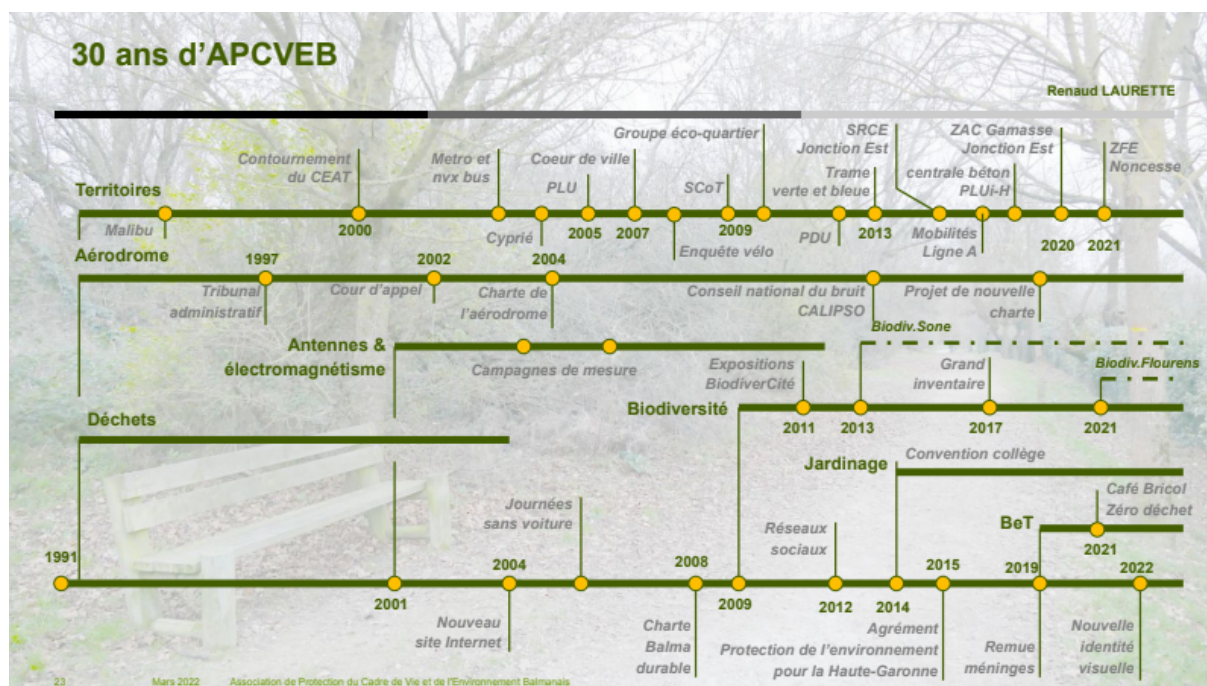 30 ans d'APCVEB
Renaud LAURETTE
Territoires
Malibu
Contournement
du CEAT
2000
Metro et
nvx bus
Cyprié
PLU
2005
Coeur de ville
2007
Enquête vélo
SCoT
2009
Groupe éco-quartier
PDU
Trame
verte et bleue
2013
SRCE
Jonction Est
Mobilités
Ligne A
centrale béton
PLUi-H
ZAC Gamasse
Jonction Est
2020
ZFE
Noncesse
2021
Aérodrome
1997
Tribunal
administratif
2002
Cour d'appel
2004
Charte de
l'aérodrome
Conseil national du bruit
CALIPSO
Projet de nouvelle
charte
Antennes &
électromagnétisme
Campagnes de mesure
Biodiv.Sone
Biodiv.Flourens
Biodiversité
Expositions
BiodiverCité
2011
2013
Grand
inventaire
2017
2021
Déchets
Jardinage
Convention collège
BeT
Café Bricol
Zéro déchet
2021
1991
2001
2004
Nouveau
site Internet
Journées
sans voiture
2008
Charte
Balma
durable
2009
Réseaux
sociaux
2012
2014
2015
Agrément
Protection de l'environnement
pour la Haute-Garonne
2019
Remue
méninges
2022
Nouvelle
identité
visuelle
23 Mars 2022 Association de Protection du Cadre de Vie et de l'Environnement Balmanais